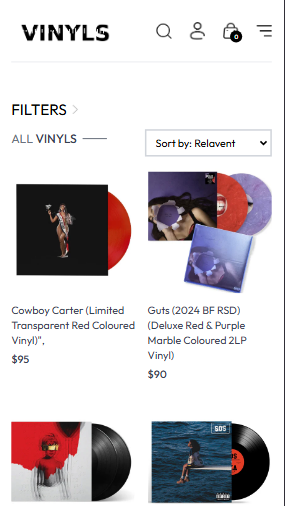 VINYLS
0
FILTERS
ALL VINYLS
Sort by: Relavent
Cowboy Carter (Limited
Transparent Red Coloured
Vinyl)",
$95
Guts (2024 BF RSD)
(Deluxe Red & Purple
Marble Coloured 2LP
Vinyl)
$90
SOS